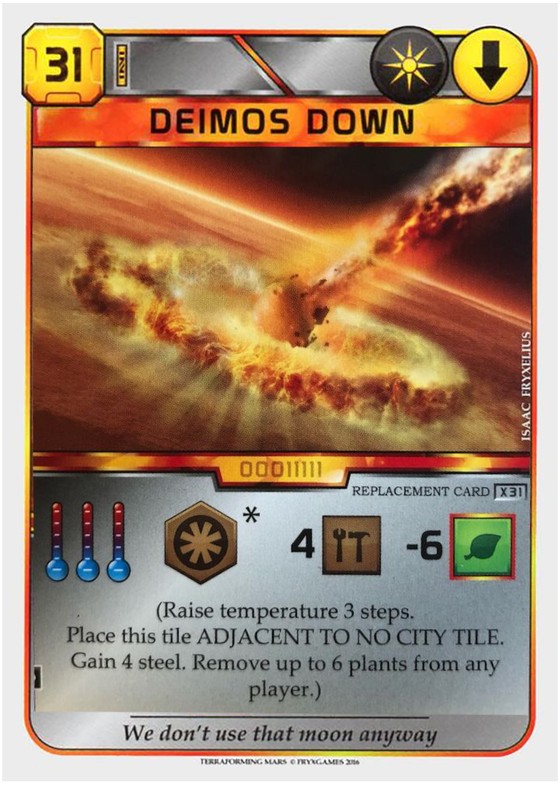 31
DEIMOS DOWN
ISAAC FRYXELIUS
00011111
REPLACEMENT CARD X31
*
4 -6
(Raise temperature 3 steps.
Place this tile ADJACENT TO NO CITY TILE.
Gain 4 steel. Remove up to 6 plants from any
player.)
We don't use that moon anyway
TERRAFORMING MARS © FRYXGAMES 2016